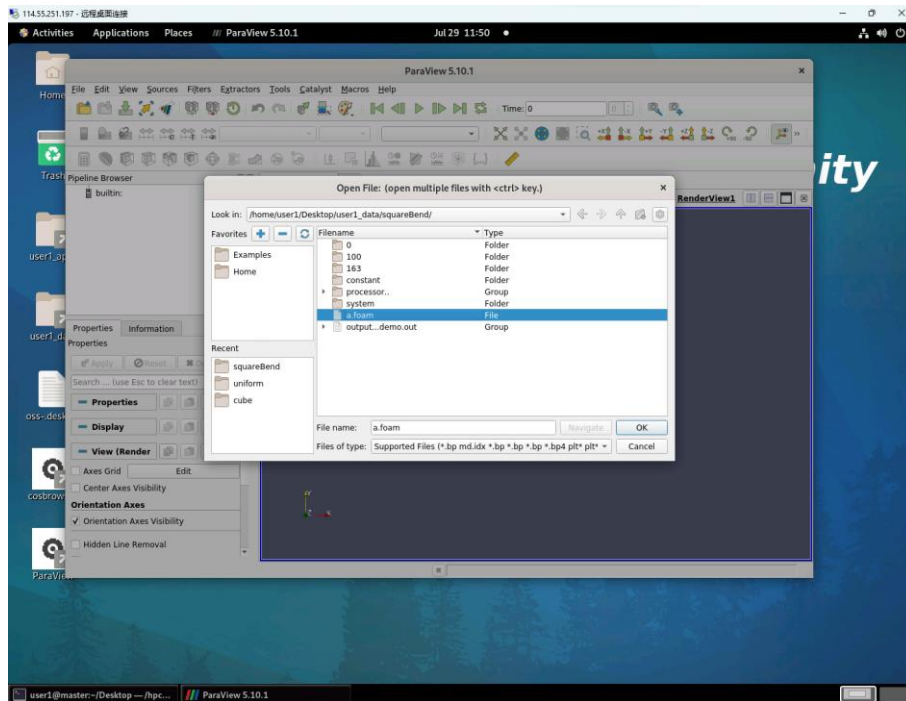 114.55.251.197 - 远程桌面连接
Activities Applications Places ParaView 5.10.1 Jul 29 11:50
ParaView 5.10.1
File Edit View Sources Filters Extractors Tools Catalyst Macros Help
Time: 0
Home
Trash
ity
Pipeline Browser
builtin:
RenderView1
Open File: (open multiple files with <ctrl> key.)
Look in: /home/user1/Desktop/user1_data/squareBend/
Favorites
Filename Type
Examples
Home
0 Folder
100 Folder
163 Folder
constant Folder
processor.. Group
system Folder
a.foam File
output...demo.out Group
Recent
squareBend
uniform
cube
File name: a.foam Navigate OK
Files of type: Supported Files (*.bp md.idx *.bp *.bp *.bp *.bp4 plt* plt* Cancel
user1_ap
user1_d
Properties Information
Properties
Apply Reset
Search ... (use Esc to clear text)
Properties
Display
View (Render
Axes Grid Edit
Center Axes Visibility
Orientation Axes
Orientation Axes Visibility
Hidden Line Removal
oss-.desk
cosbrow
ParaVie
user1@master:~/Desktop — /hpc... ParaView 5.10.1